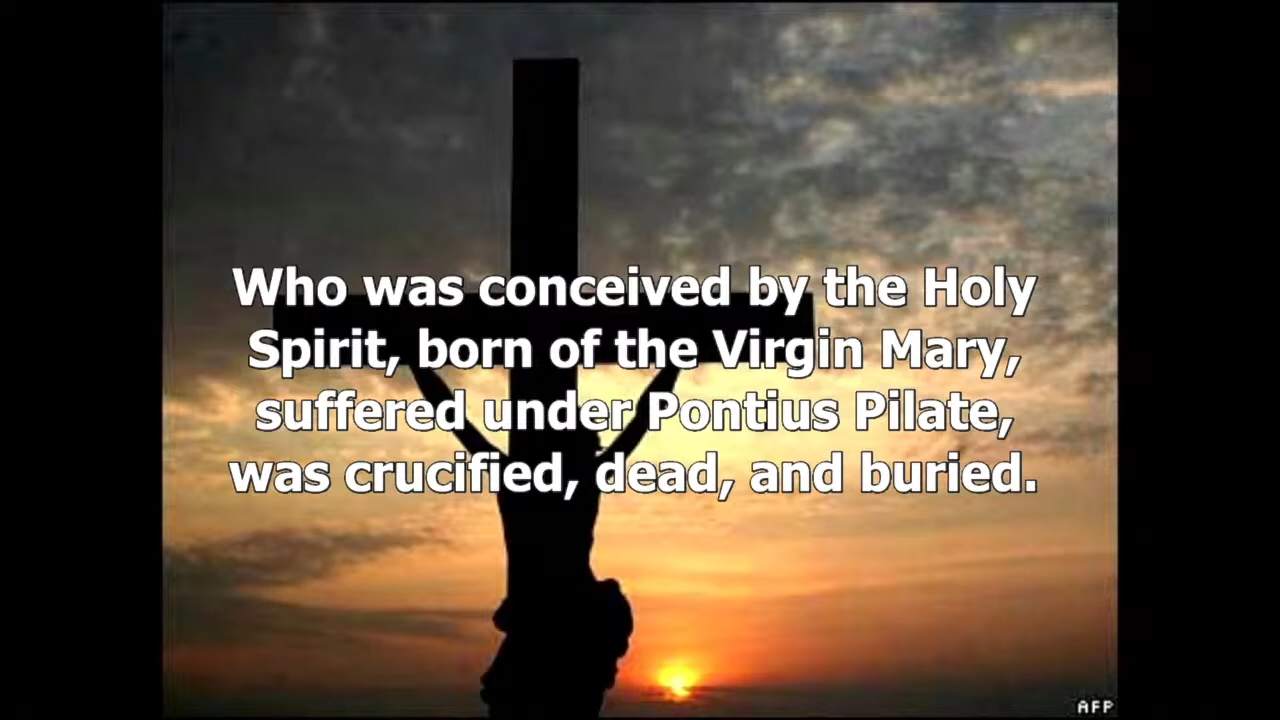 Who was conceived by the Holy
Spirit, born of the Virgin Mary,
suffered under Pontius Pilate,
was crucified, dead, and buried.
AFP